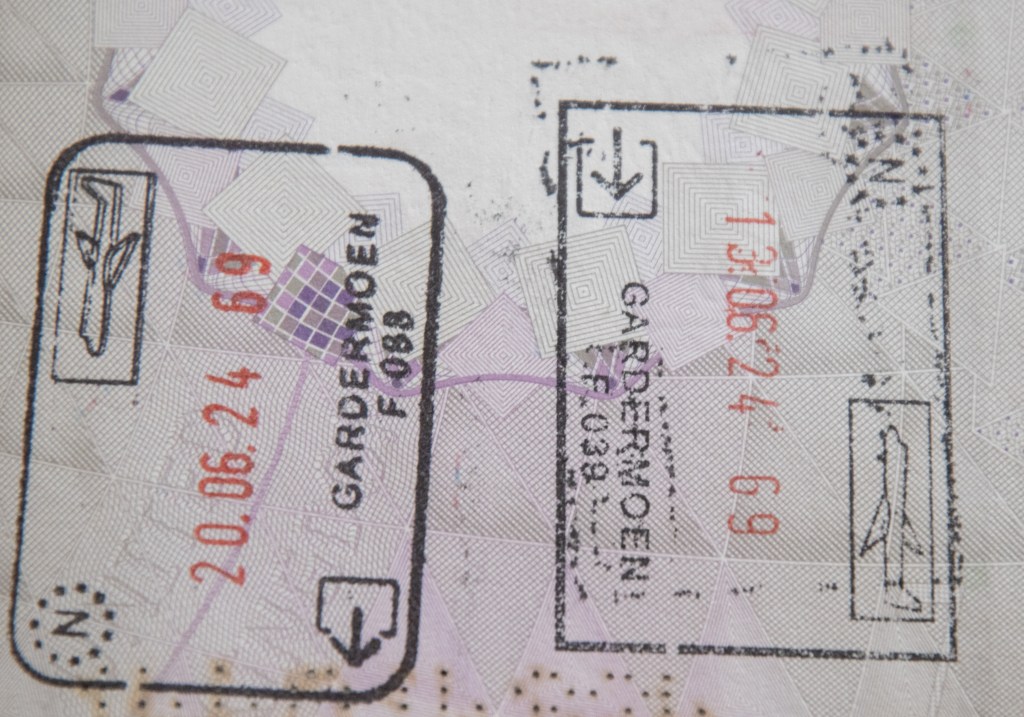 N
20.06.24 69
GARDERMOEN
F 088
N
13.06.24 69
GARDERMOEN
F 039